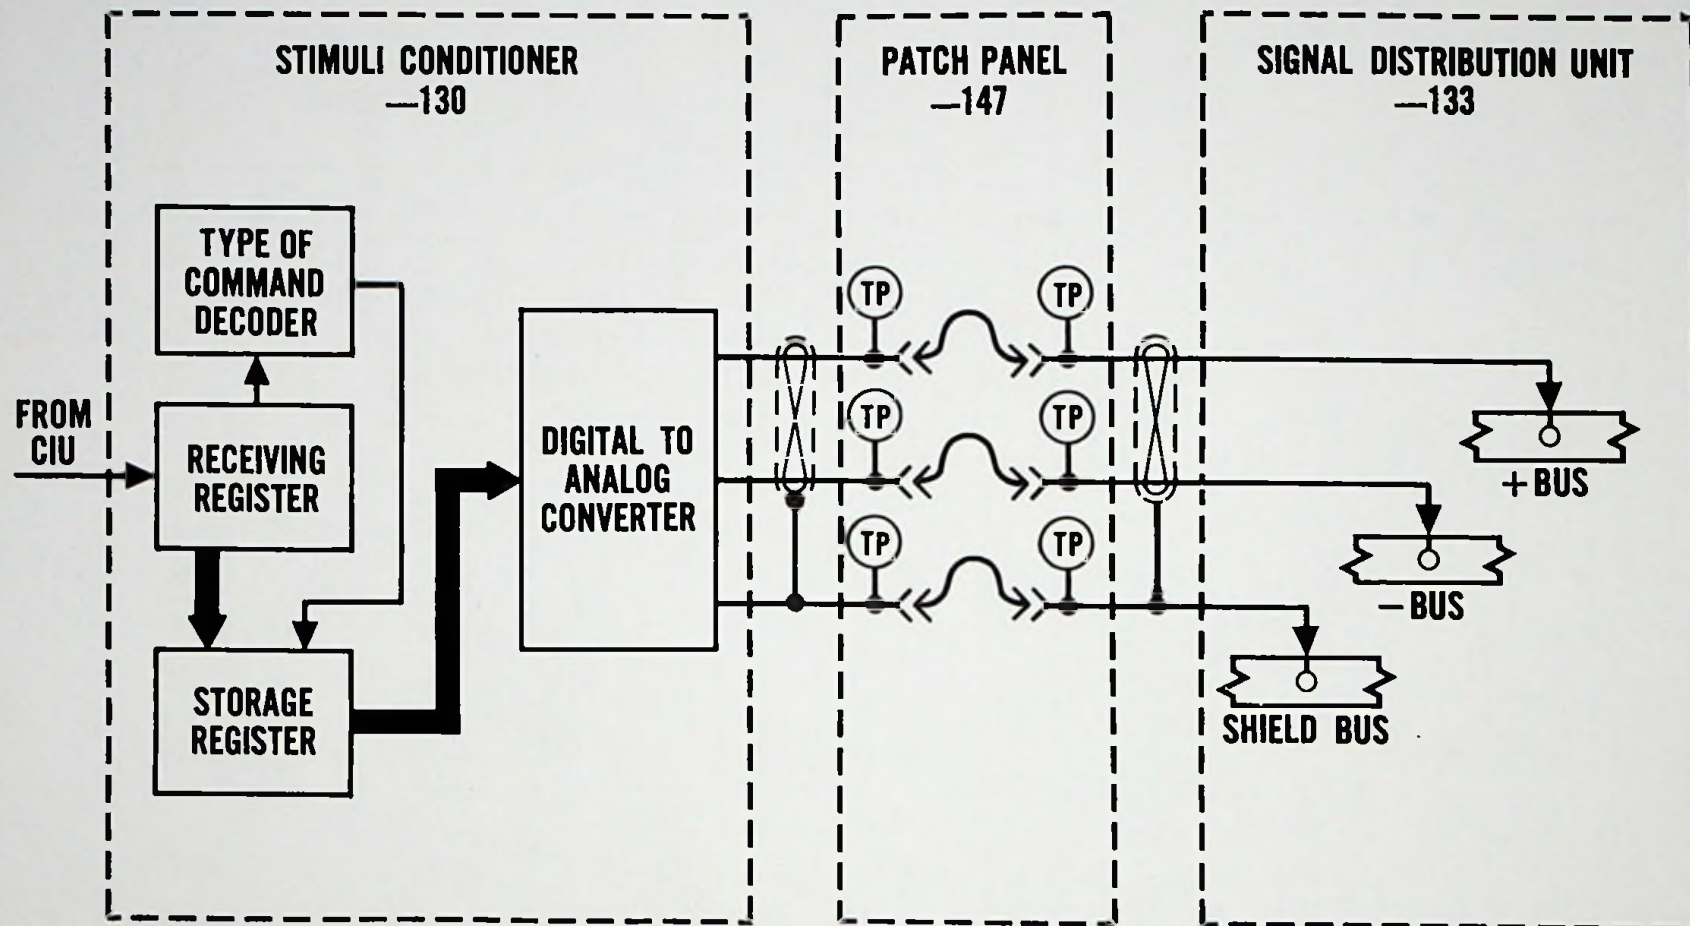 STIMULI CONDITIONER
—130
PATCH PANEL
—147
SIGNAL DISTRIBUTION UNIT
—133
TYPE OF
COMMAND
DECODER
FROM
CIU
RECEIVING
REGISTER
STORAGE
REGISTER
DIGITAL TO
ANALOG
CONVERTER
TP
TP
TP
TP
TP
TP
+BUS
—BUS
SHIELD BUS